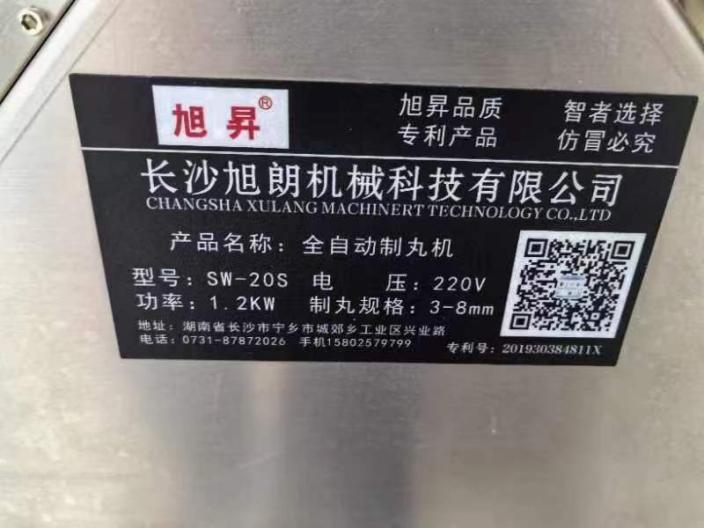 旭昇®
旭昇品质 智者选择
专利产品 仿冒必究
长沙旭朗机械科技有限公司
CHANGSHA XULANG MACHINERT TECHNOLOGY CO.,LTD
产品名称：全自动制丸机
型号：SW-20S 电 压：220V
功率：1.2KW 制丸规格：3-8mm
地址：湖南省长沙市宁乡市城郊乡工业区兴业路
电话：0731-87872026 手机15802579799
专利号：201930384811X